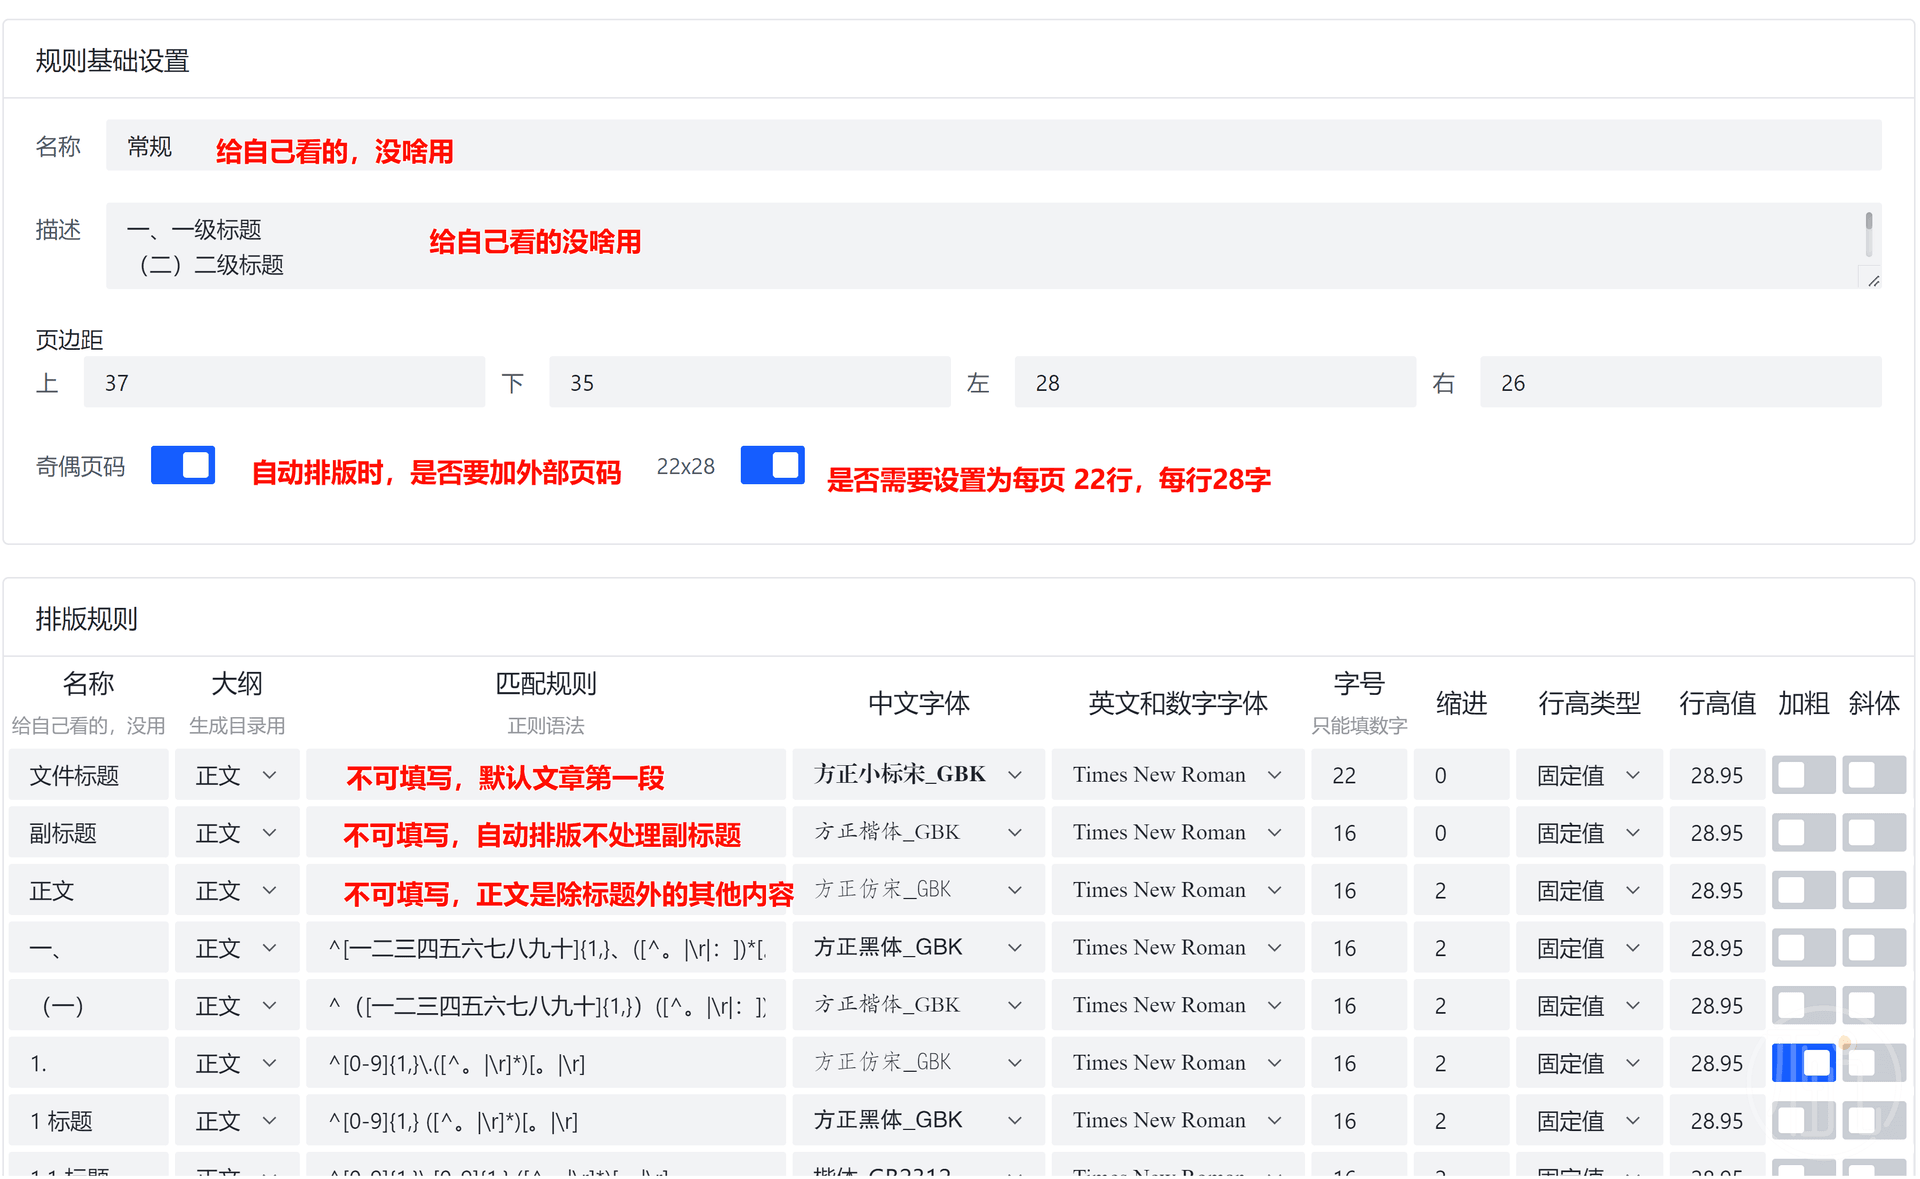 规则基础设置
名称 常规 给自己看的，没啥用
描述 一、一级标题 给自己看的没啥用
（二）二级标题
页边距
上 37 下 35 左 28 右 26
奇偶页码 自动排版时，是否要加外部页码 22x28 是否需要设置为每页 22行，每行28字
排版规则
名称 大纲 匹配规则 中文字体 英文和数字字体 字号 缩进 行高类型 行高值 加粗 斜体
给自己看的，没用 生成目录用 正则语法 只能填数字
文件标题 正文 不可填写，默认文章第一段 方正小标宋_GBK Times New Roman 22 0 固定值 28.95
副标题 正文 不可填写，自动排版不处理副标题 方正楷体_GBK Times New Roman 16 0 固定值 28.95
正文 正文 不可填写，正文是除标题外的其他内容 方正仿宋_GBK Times New Roman 16 2 固定值 28.95
一、 正文 ^[一二三四五六七八九十]{1,}、([^。|\r|：])*[. 方正黑体_GBK Times New Roman 16 2 固定值 28.95
（一） 正文 ^（[一二三四五六七八九十]{1,}）([^。|\r|：]) 方正楷体_GBK Times New Roman 16 2 固定值 28.95
1. 正文 ^[0-9]{1,}\.([^。|\r]*)[。|\r] 方正仿宋_GBK Times New Roman 16 2 固定值 28.95
1 标题 正文 ^[0-9]{1,} ([^。|\r]*)[。|\r] 方正黑体_GBK Times New Roman 16 2 固定值 28.95